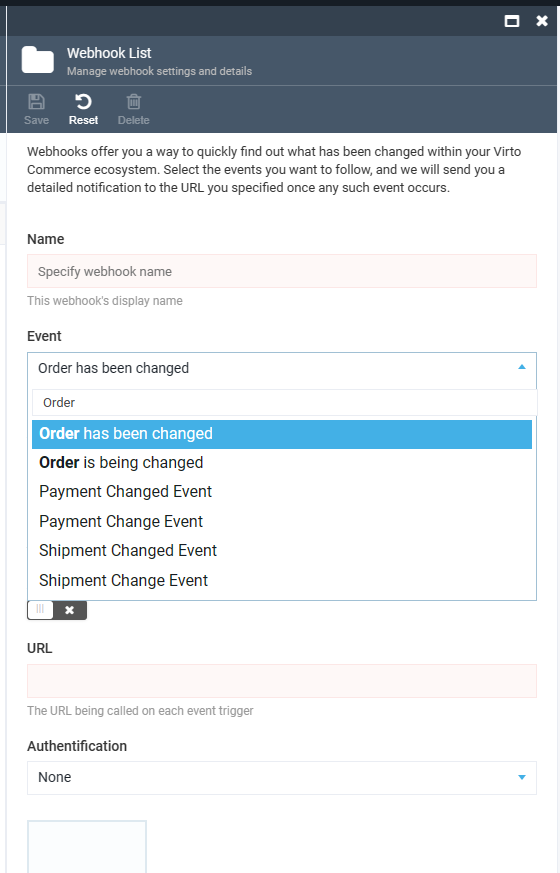 Webhook List
Manage webhook settings and details
Save
Reset
Delete
Webhooks offer you a way to quickly find out what has been changed within your Virto
Commerce ecosystem. Select the events you want to follow, and we will send you a
detailed notification to the URL you specified once any such event occurs.
Name
Specify webhook name
This webhook's display name
Event
Order has been changed
Order
Order has been changed
Order is being changed
Payment Changed Event
Payment Change Event
Shipment Changed Event
Shipment Change Event
URL
The URL being called on each event trigger
Authentification
None